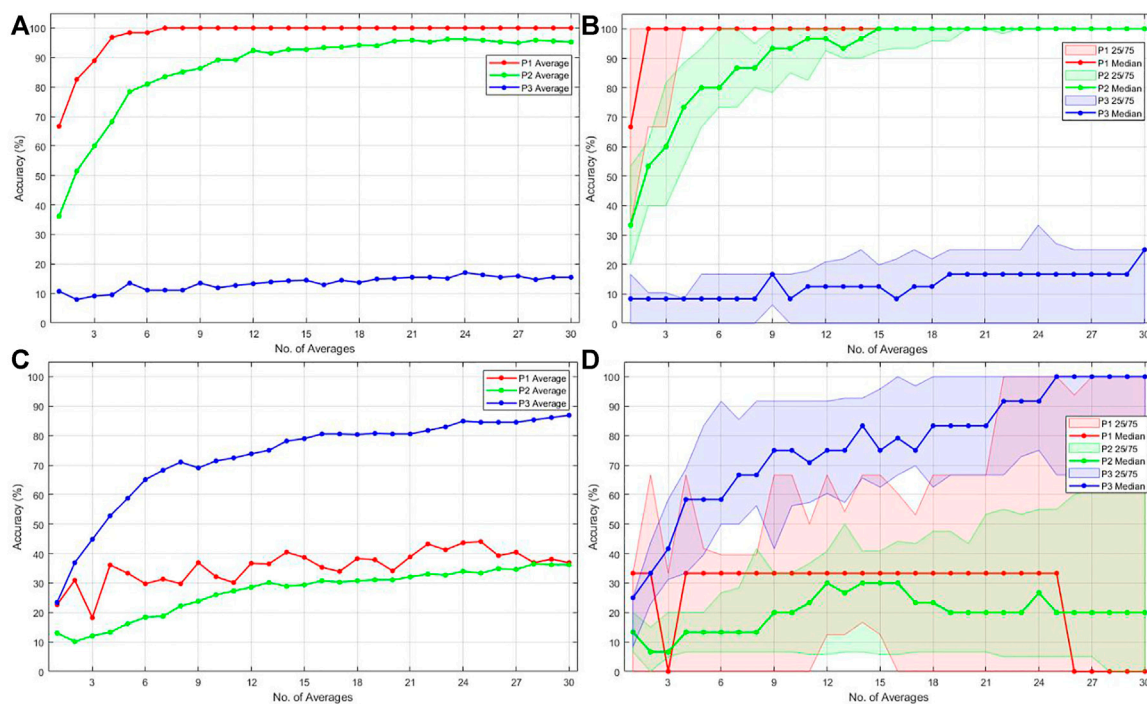 A
100
90
80
70
60
50
40
30
20
10
0
Accuracy (%)
3 6 9 12 15 18 21 24 27 30
No. of Averages
P1 Average
P2 Average
P3 Average
B
100
90
80
70
60
50
40
30
20
10
0
Accuracy (%)
3 6 9 12 15 18 21 24 27 30
No. of Averages
P1 25/75
P1 Median
P2 25/75
P2 Median
P3 25/75
P3 Median
C
100
90
80
70
60
50
40
30
20
10
0
Accuracy (%)
3 6 9 12 15 18 21 24 27 30
No. of Averages
P1 Average
P2 Average
P3 Average
D
100
90
80
70
60
50
40
30
20
10
0
Accuracy (%)
3 6 9 12 15 18 21 24 27 30
No. of Averages
P1 25/75
P1 Median
P2 25/75
P2 Median
P3 25/75
P3 Median